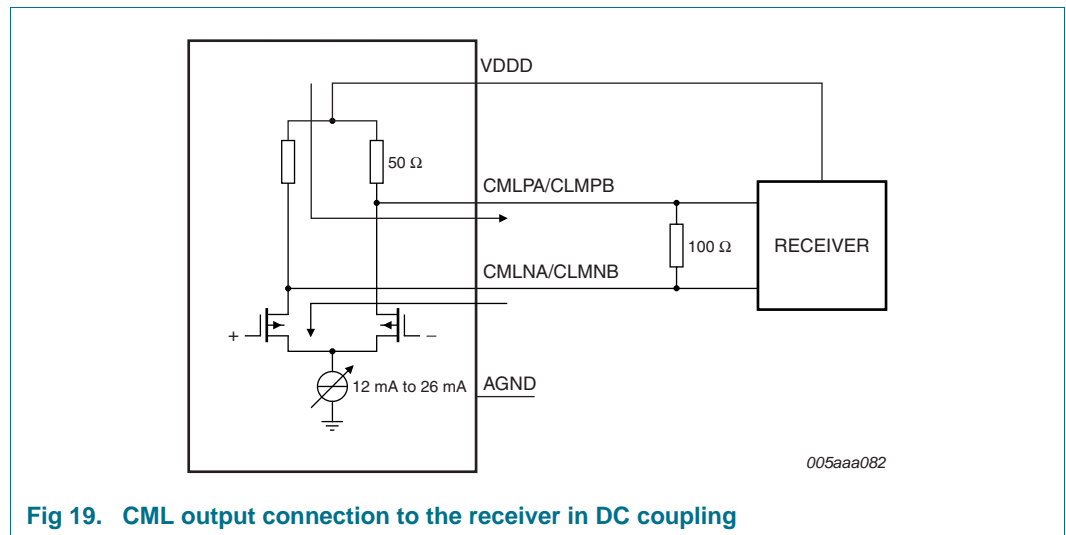 VDDD
50 Ω
CMLPA/CLMPB
100 Ω
RECEIVER
CMLNA/CLMNB
+
−
12 mA to 26 mA
AGND
005aaa082
Fig 19. CML output connection to the receiver in DC coupling